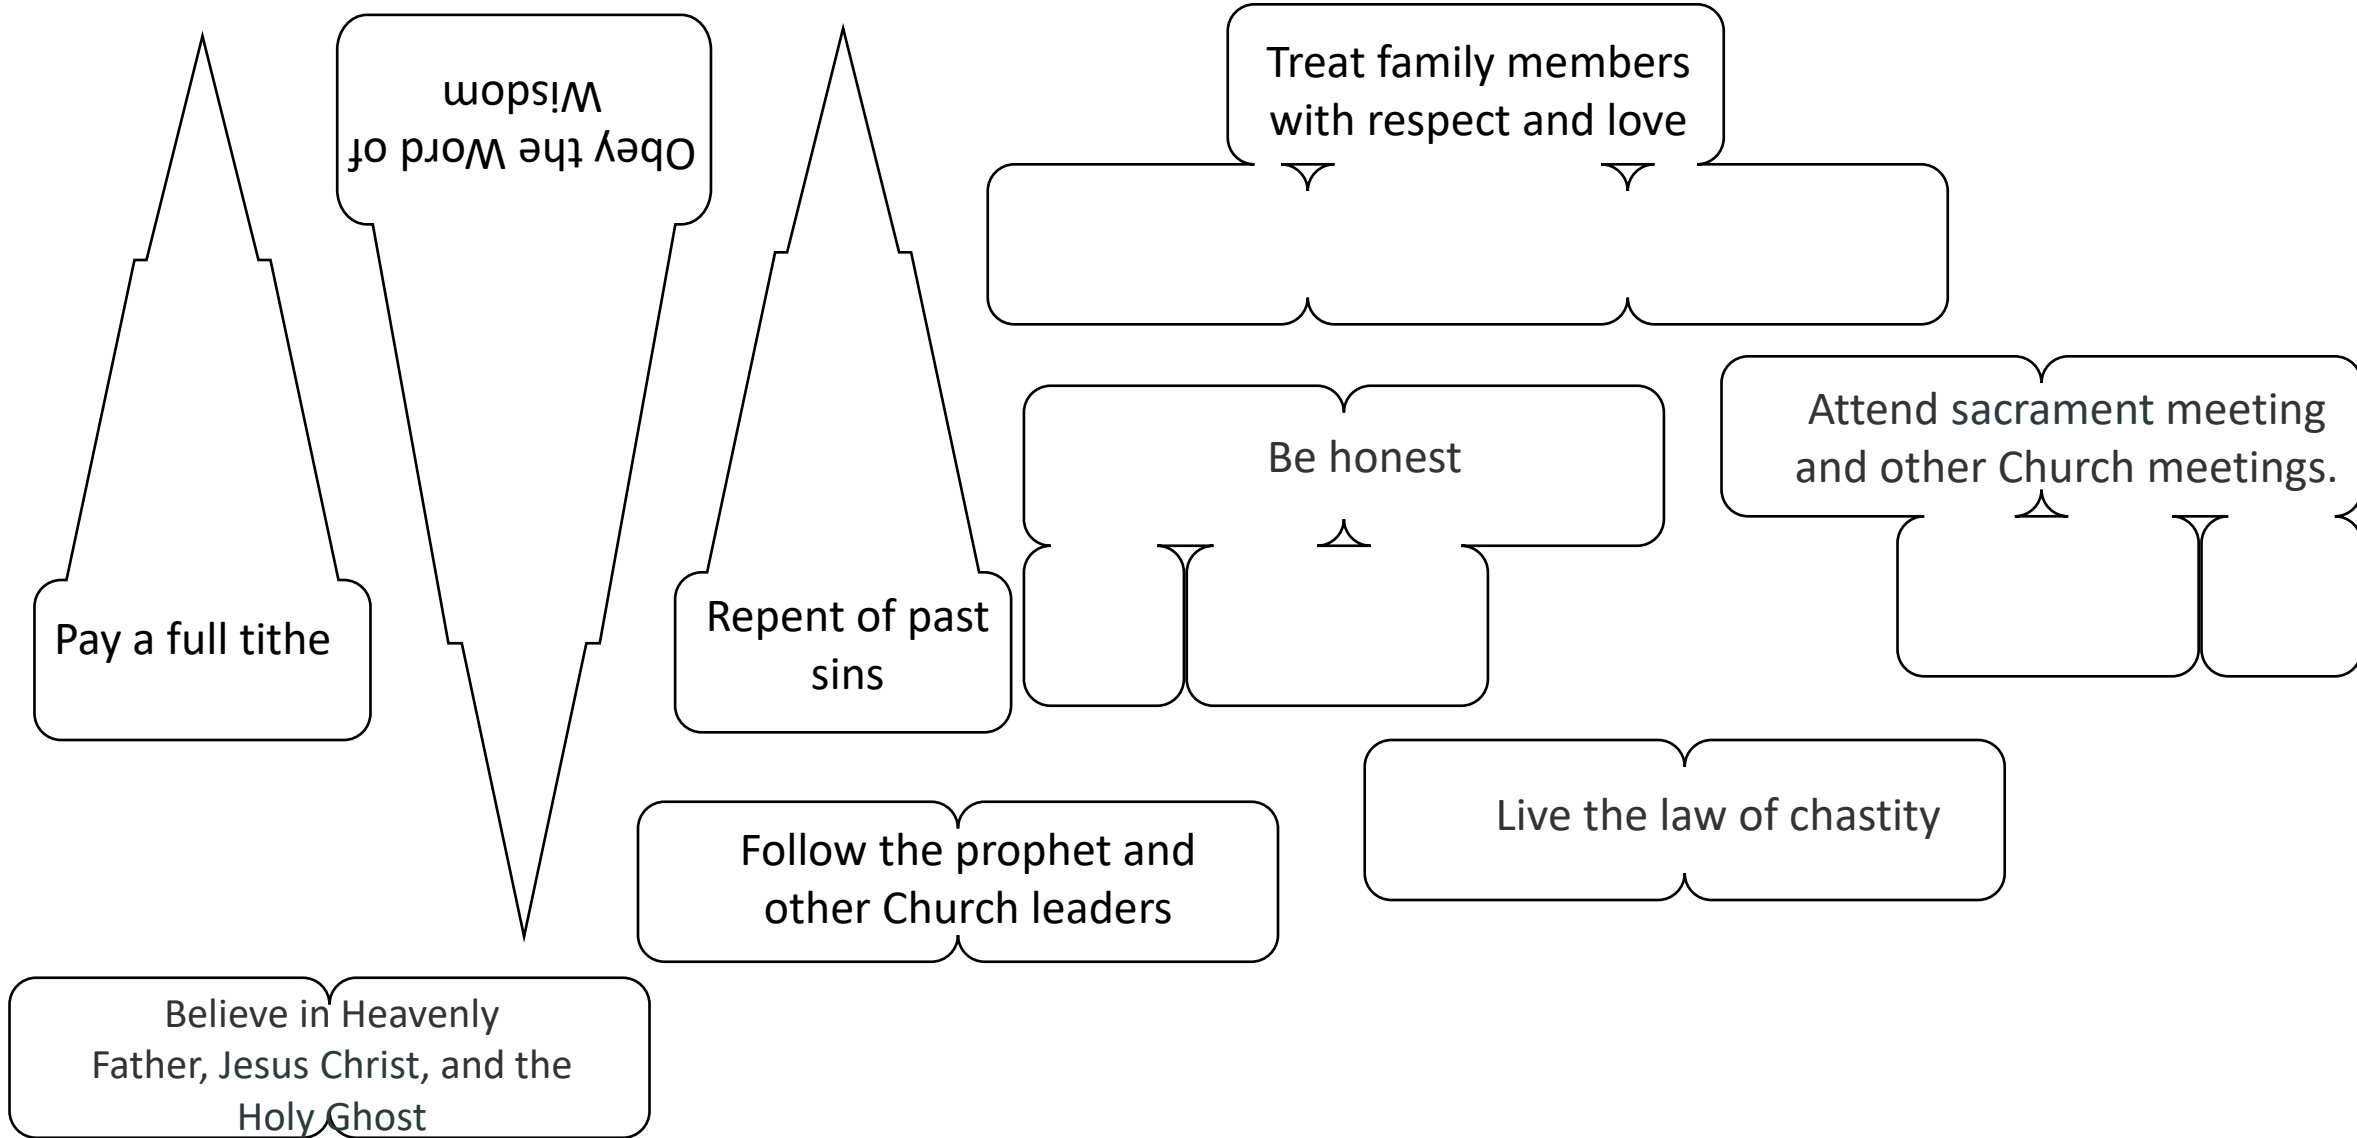 Obey the Word of
Wisdom
Treat family members
with respect and love
Be honest
Attend sacrament meeting
and other Church meetings.
Pay a full tithe
Repent of past
sins
Live the law of chastity
Follow the prophet and
other Church leaders
Believe in Heavenly
Father, Jesus Christ, and the
Holy Ghost